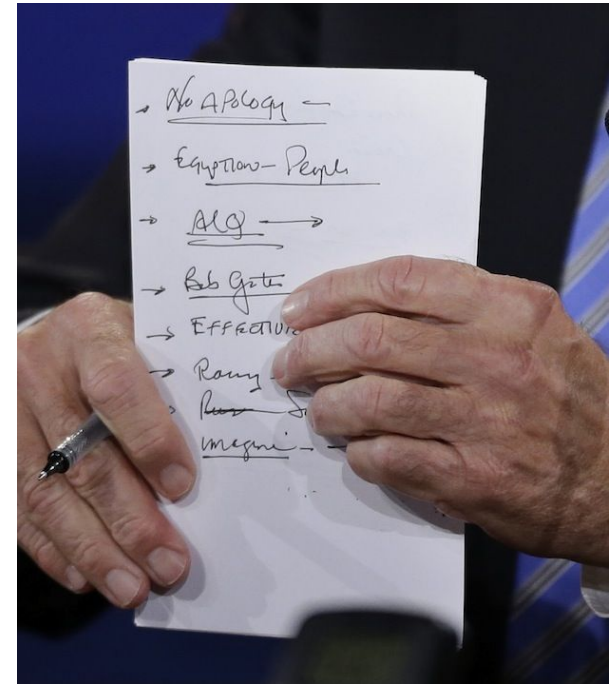 → No APOLOGY –
→ Egyptian – People
→ ALQ →
→ Bob Gates
→ EFFECTIVE
→ Romney
imagine –